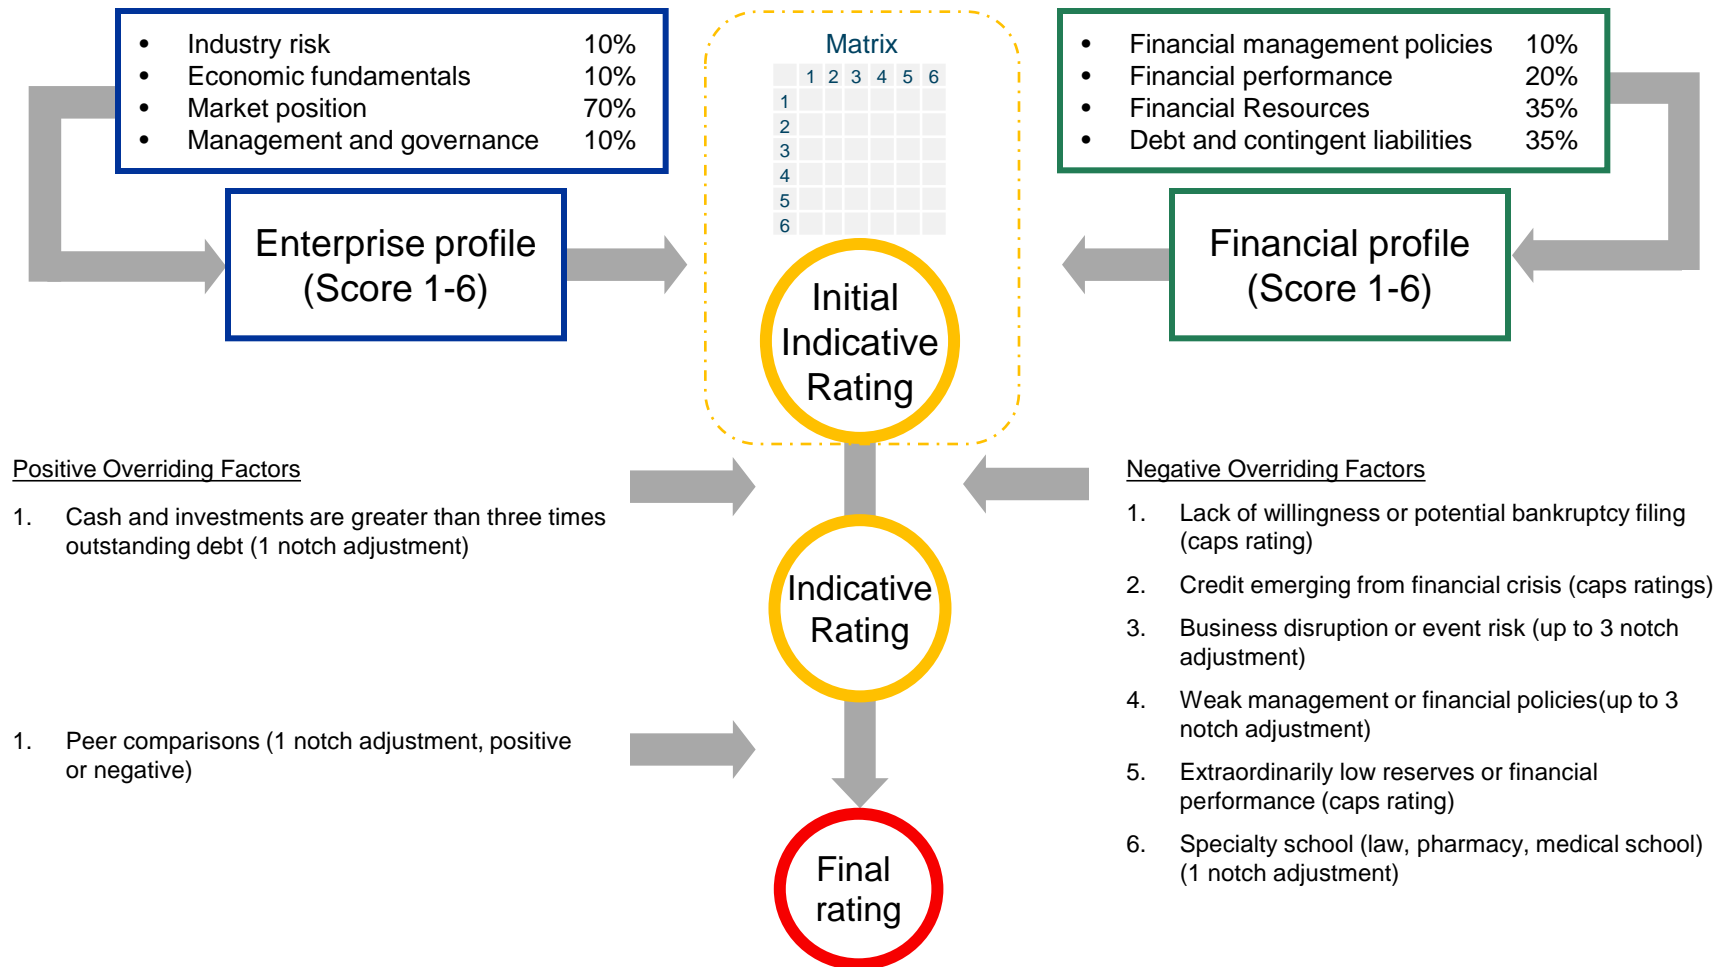 • Industry risk 10%
• Economic fundamentals 10%
• Market position 70%
• Management and governance 10%
Enterprise profile
(Score 1-6)
Matrix
1 2 3 4 5 6
1
2
3
4
5
6
Initial
Indicative
Rating
• Financial management policies 10%
• Financial performance 20%
• Financial Resources 35%
• Debt and contingent liabilities 35%
Financial profile
(Score 1-6)
Positive Overriding Factors
1. Cash and investments are greater than three times
outstanding debt (1 notch adjustment)
Indicative
Rating
1. Peer comparisons (1 notch adjustment, positive
or negative)
Final
rating
Negative Overriding Factors
1. Lack of willingness or potential bankruptcy filing
(caps rating)
2. Credit emerging from financial crisis (caps ratings)
3. Business disruption or event risk (up to 3 notch
adjustment)
4. Weak management or financial policies(up to 3
notch adjustment)
5. Extraordinarily low reserves or financial
performance (caps rating)
6. Specialty school (law, pharmacy, medical school)
(1 notch adjustment)